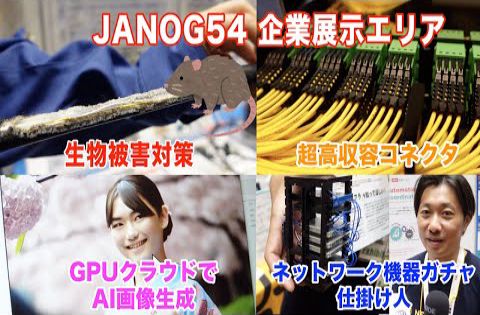 JANOG54 企業展示エリア
生物被害対策
超高収容コネクタ
GPUクラウドで
AI画像生成
ネットワーク機器ガチャ
仕掛け人